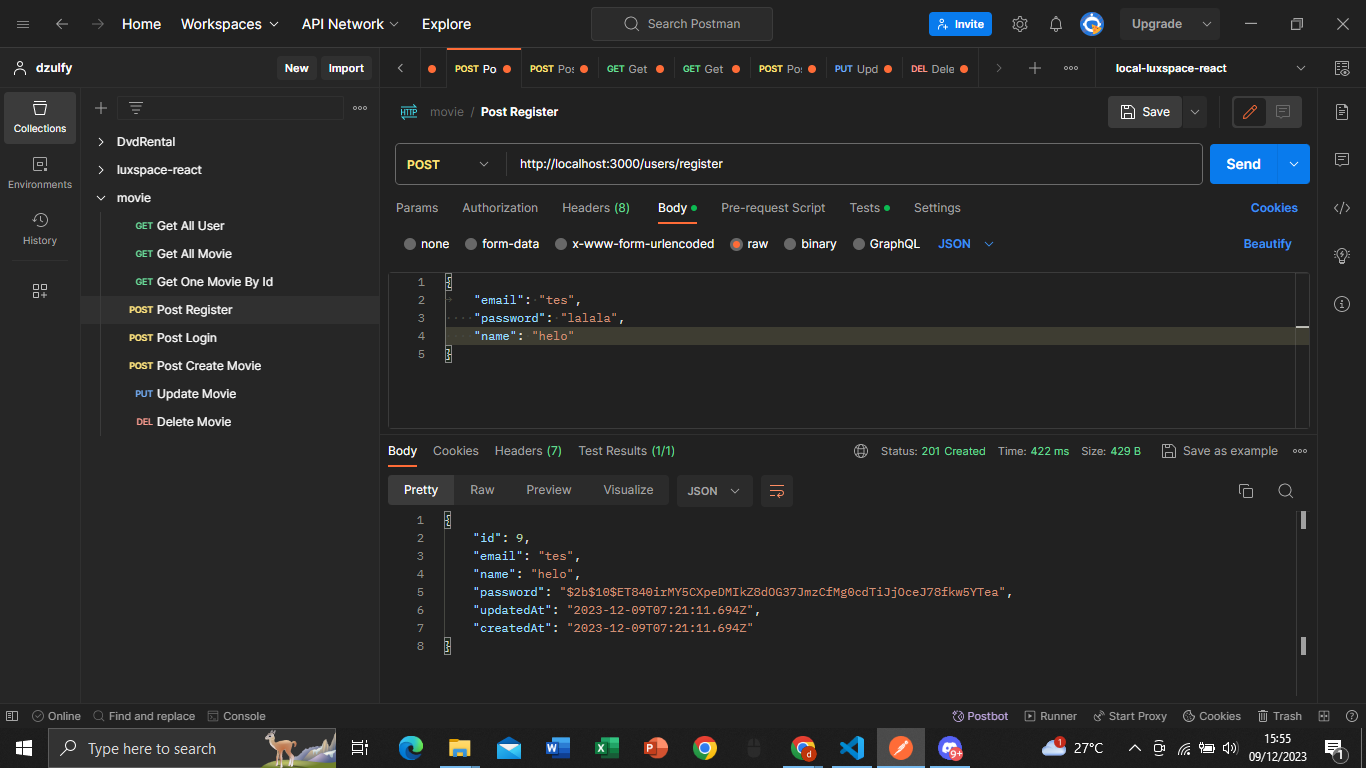 Home Workspaces API Network Explore Search Postman Invite Upgrade
dzulfy New Import POST Po POST Pos GET Get GET Get POST Pos PUT Upd DEL Dele local-luxspace-react
HTTP movie / Post Register Save
Collections
Environments
History
DvdRental
luxspace-react
movie
GET Get All User
GET Get All Movie
GET Get One Movie By Id
POST Post Register
POST Post Login
POST Post Create Movie
PUT Update Movie
DEL Delete Movie
POST http://localhost:3000/users/register Send
Params Authorization Headers (8) Body Pre-request Script Tests Settings Cookies
none form-data x-www-form-urlencoded raw binary GraphQL JSON Beautify
1 {
2 "email": "tes",
3 "password": "lalala",
4 "name": "helo"
5 }
Body Cookies Headers (7) Test Results (1/1) Status: 201 Created Time: 422 ms Size: 429 B Save as example
Pretty Raw Preview Visualize JSON
1 {
2 "id": 9,
3 "email": "tes",
4 "name": "helo",
5 "password": "$2b$10$ET840irMY5CXpeDMIkZ8dOG37JmzCfMg0cdTiJjOceJ78fkw5YTea",
6 "updatedAt": "2023-12-09T07:21:11.694Z",
7 "createdAt": "2023-12-09T07:21:11.694Z"
8 }
Online Find and replace Console Postbot Runner Start Proxy Cookies Trash
Type here to search 9+ 1 27°C 15:55
09/12/2023 1